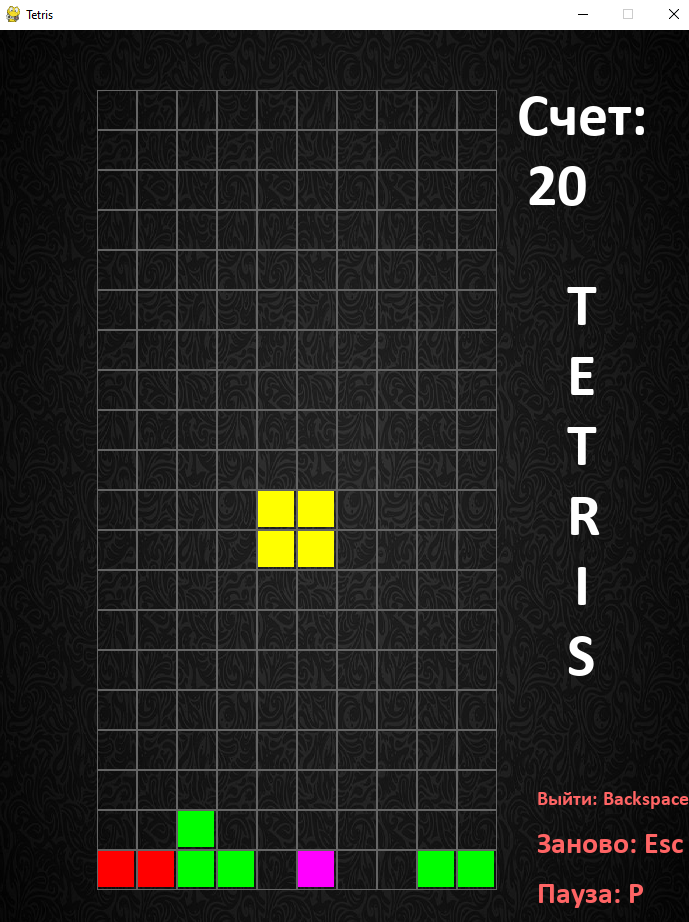 Tetris
Счет:
20
T
E
T
R
I
S
Выйти: Backspace
Заново: Esc
Пауза: P